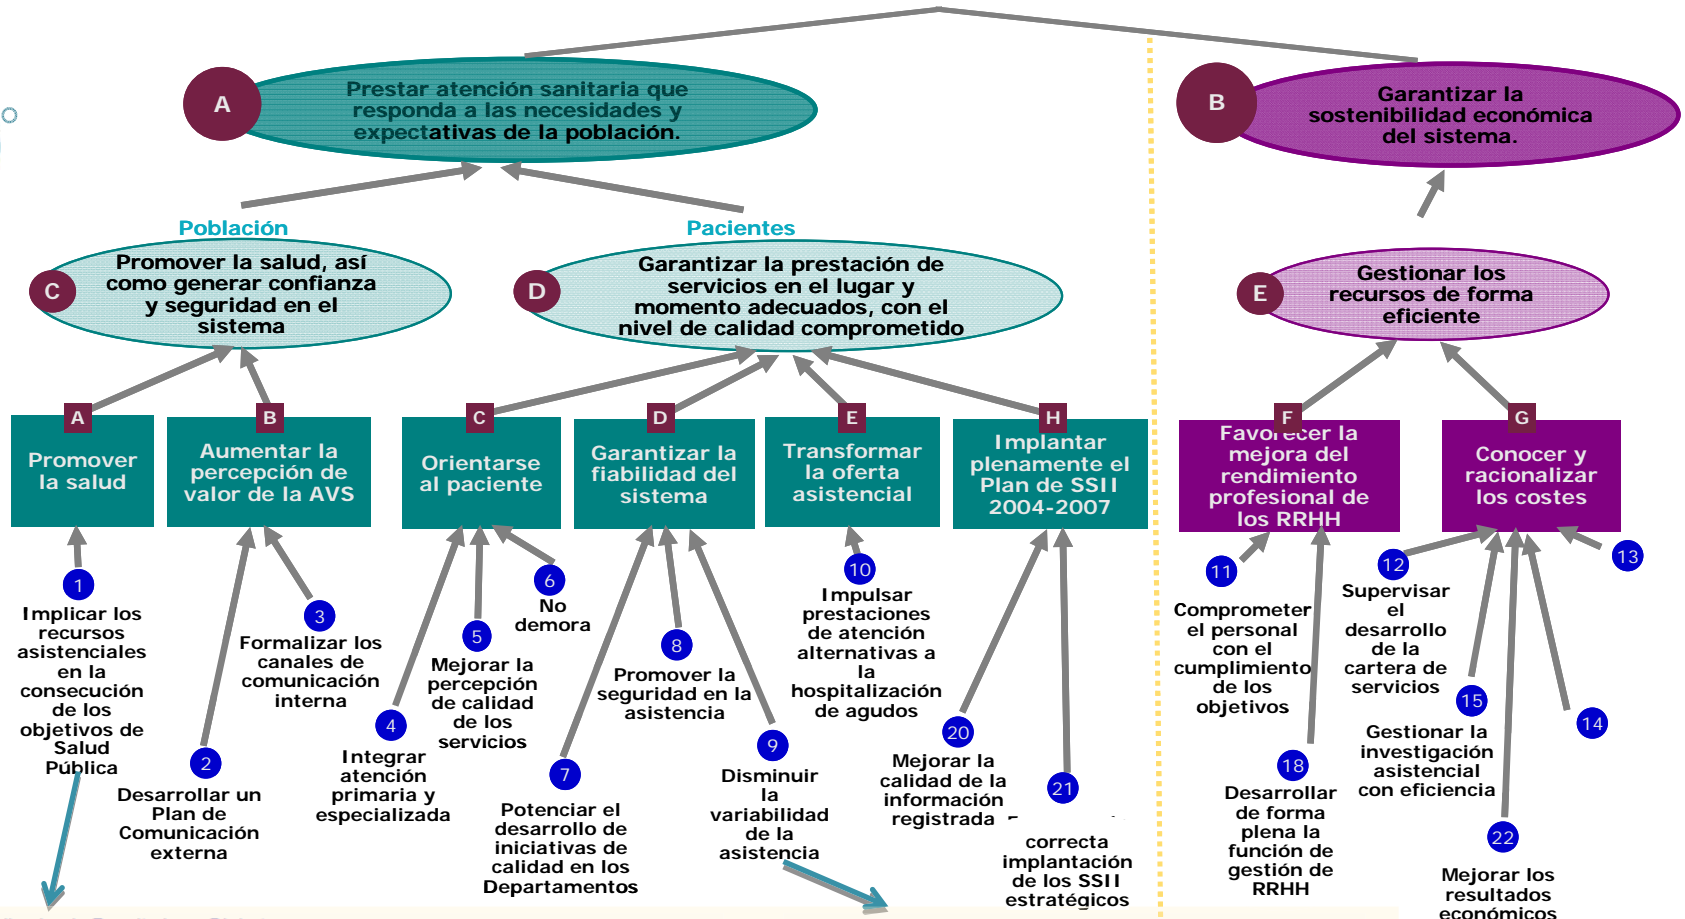 A
Prestar atención sanitaria que
responda a las necesidades y
expectativas de la población.
B
Garantizar la
sostenibilidad económica
del sistema.
Población
C
Promover la salud, así
como generar confianza
y seguridad en el
sistema
Pacientes
D
Garantizar la prestación de
servicios en el lugar y
momento adecuados, con el
nivel de calidad comprometido
E
Gestionar los
recursos de forma
eficiente
A
Promover
la salud
B
Aumentar la
percepción de
valor de la AVS
C
Orientarse
al paciente
D
Garantizar la
fiabilidad del
sistema
E
Transformar
la oferta
asistencial
H
Implantar
plenamente el
Plan de SSII
2004-2007
F
Favorecer la
mejora del
rendimiento
profesional de
los RRHH
G
Conocer y
racionalizar
los costes
1
Implicar los
recursos
asistenciales
en la
consecución
de los
objetivos de
Salud
Pública
2
Desarrollar un
Plan de
Comunicación
externa
3
Formalizar los
canales de
comunicación
interna
4
Integrar
atención
primaria y
especializada
5
Mejorar la
percepción
de calidad
de los
servicios
6
No
demora
7
Potenciar el
desarrollo de
iniciativas de
calidad en los
Departamentos
8
Promover la
seguridad en la
asistencia
9
Disminuir
la
variabilidad
de la
asistencia
10
Impulsar
prestaciones
de atención
alternativas a
la
hospitalización
de agudos
20
Mejorar la
calidad de la
información
registrada
21
correcta
implantación
de los SSII
estratégicos
11
Comprometer
el personal
con el
cumplimiento
de los
objetivos
18
Desarrollar
de forma
plena la
función de
gestión de
RRHH
12
Supervisar
el
desarrollo
de la
cartera de
servicios
13
15
Gestionar la
investigación
asistencial
con eficiencia
14
22
Mejorar los
resultados
económicos